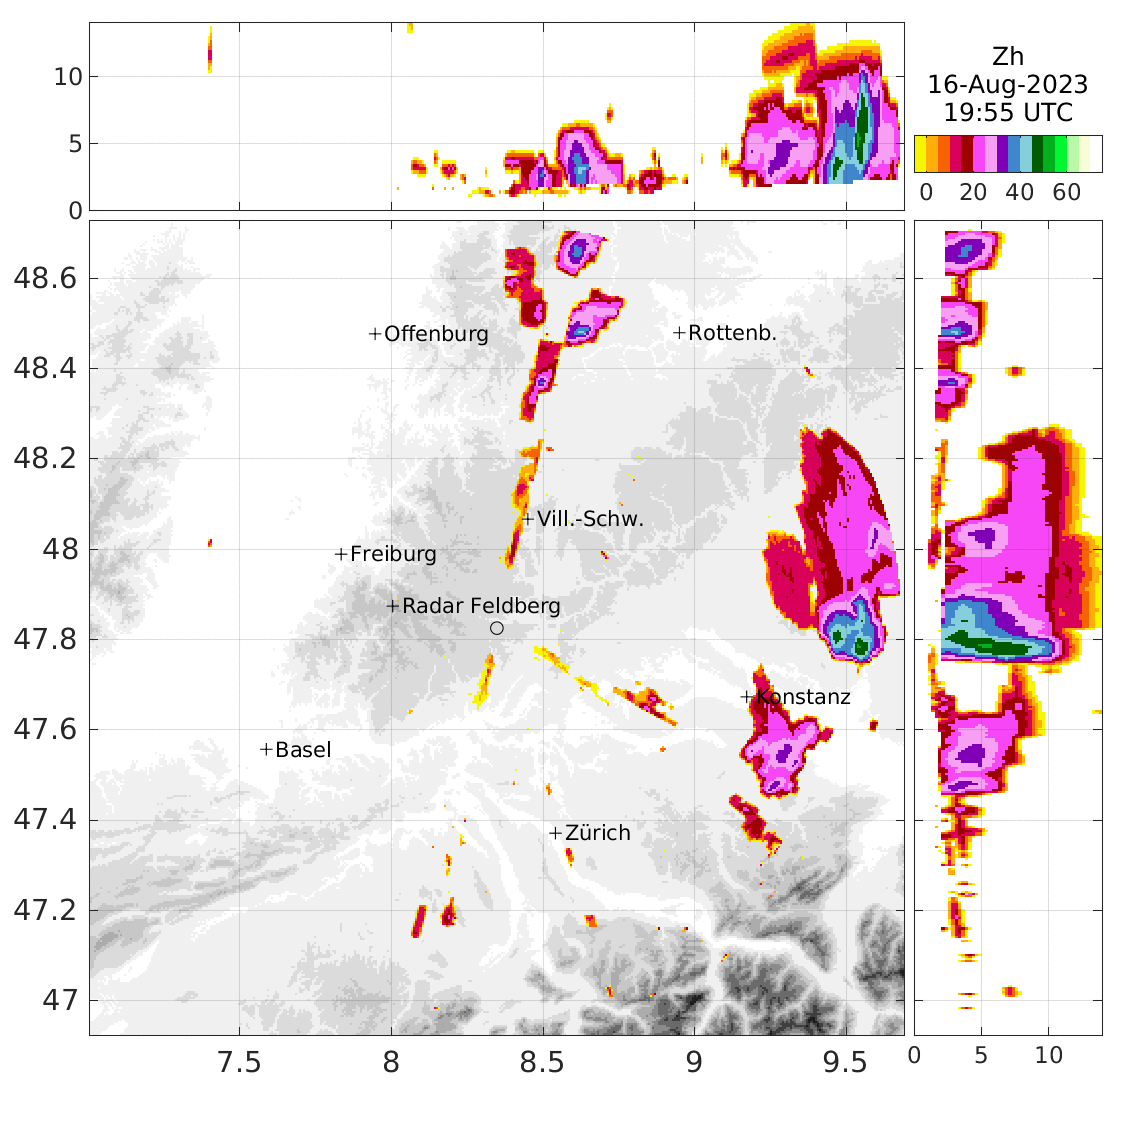 10
5
0
Zh
16-Aug-2023
19:55 UTC
0 20 40 60
48.6
48.4
48.2
48
47.8
47.6
47.4
47.2
47
+Offenburg
+Rottenb.
+Vill.-Schw.
+Freiburg
+Radar Feldberg
+Konstanz
+Basel
+Zürich
7.5 8 8.5 9 9.5
0 5 10